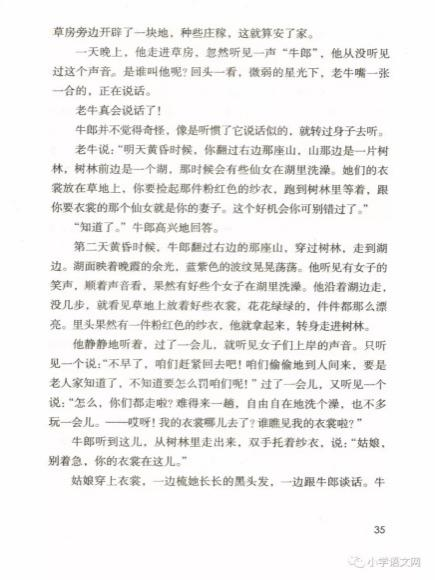 草房旁边开辟了一块地，种些庄稼，这就算安了家。
一天晚上，他走进草房，忽然听见一声“牛郎”，他从没听见
过这个声音。是谁叫他呢？回头一看，微弱的星光下，老牛嘴一张
一合的，正在说话。
老牛真会说话了！
牛郎并不觉得奇怪，像是听惯了它说话似的，就转过身子去听。
老牛说：“明天黄昏时候，你翻过右边那座山，山那边是一片树
林，树林前边是一个湖，那时候会有些仙女在湖里洗澡。她们的衣
裳放在草地上，你要捡起那件粉红色的纱衣，跑到树林里等着，跟
你要衣裳的那个仙女就是你的妻子。这个好机会你可别错过了。”
“知道了。”牛郎高兴地回答。
第二天黄昏时候，牛郎翻过右边的那座山，穿过树林，走到湖
边。湖面映着晚霞的余光，蓝紫色的波纹晃晃荡荡。他听见有女子的
笑声，顺着声音看，果然有好些个女子在湖里洗澡。他沿着湖边走，
没几步，就看见草地上放着好些衣裳，花花绿绿的，件件都那么漂
亮。里头果然有一件粉红色的纱衣，他就拿起来，转身走进树林。
他静静地听着，过了一会儿，就听见女子们上岸的声音。只听
见一个说：“不早了，咱们赶紧回去吧！咱们偷偷地到人间来，要是
老人家知道了，不知道要怎么罚咱们呢！”过了一会儿，又听见一个
说：“怎么，你们都走啦？难得来一趟，自由自在地洗个澡，也不多
玩一会儿。——哎呀！我的衣裳哪儿去了？谁瞧见我的衣裳啦？”
牛郎听到这儿，从树林里走出来，双手托着纱衣，说：“姑娘，
别着急，你的衣裳在这儿。”
姑娘穿上衣裳，一边梳她长长的黑头发，一边跟牛郎谈话。牛
35
小学语文网